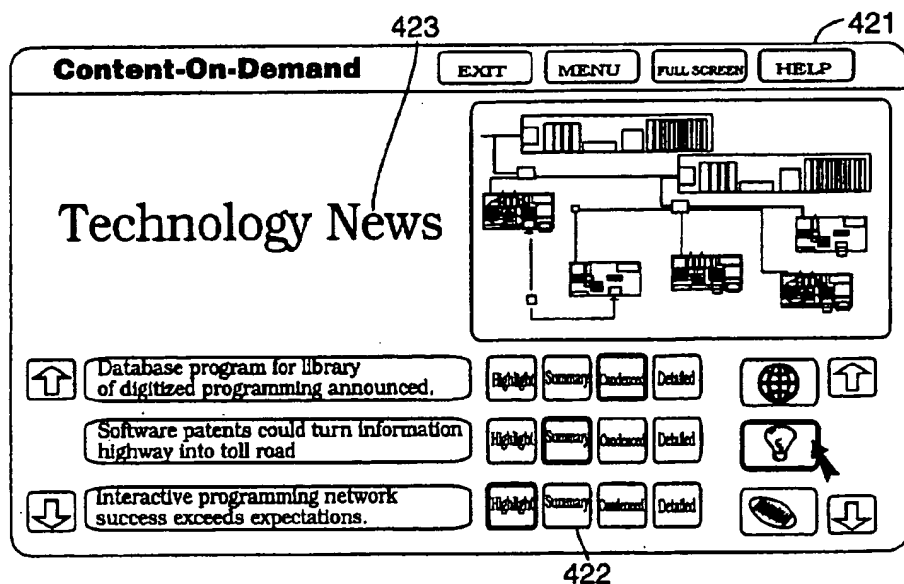 423
421
Content-On-Demand EXIT MENU FULL SCREEN HELP
Technology News
Database program for library
of digitized programming announced.
Highlight Summary Condensed Detailed
Software patents could turn information
highway into toll road
Highlight Summary Condensed Detailed
Interactive programming network
success exceeds expectations.
Highlight Summary Condensed Detailed
422